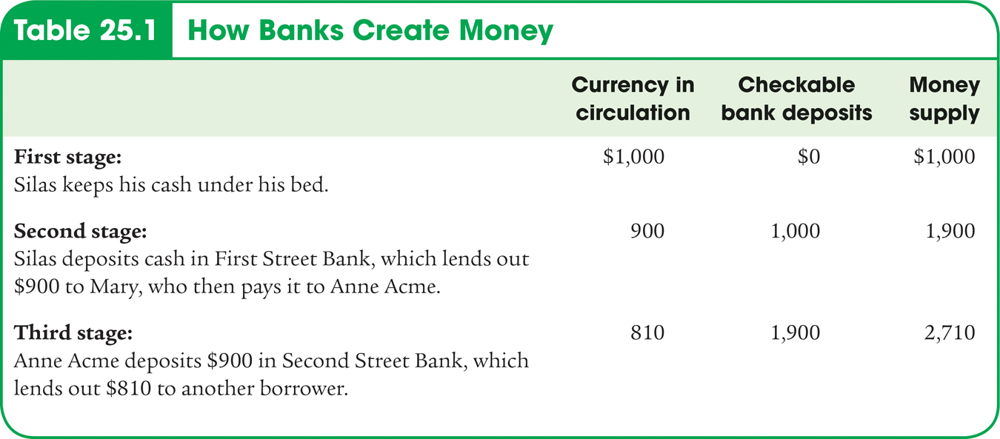 Table 25.1 How Banks Create Money
Currency in Checkable Money
circulation bank deposits supply
First stage: $1,000 $0 $1,000
Silas keeps his cash under his bed.
Second stage: 900 1,000 1,900
Silas deposits cash in First Street Bank, which lends out
$900 to Mary, who then pays it to Anne Acme.
Third stage: 810 1,900 2,710
Anne Acme deposits $900 in Second Street Bank, which
lends out $810 to another borrower.